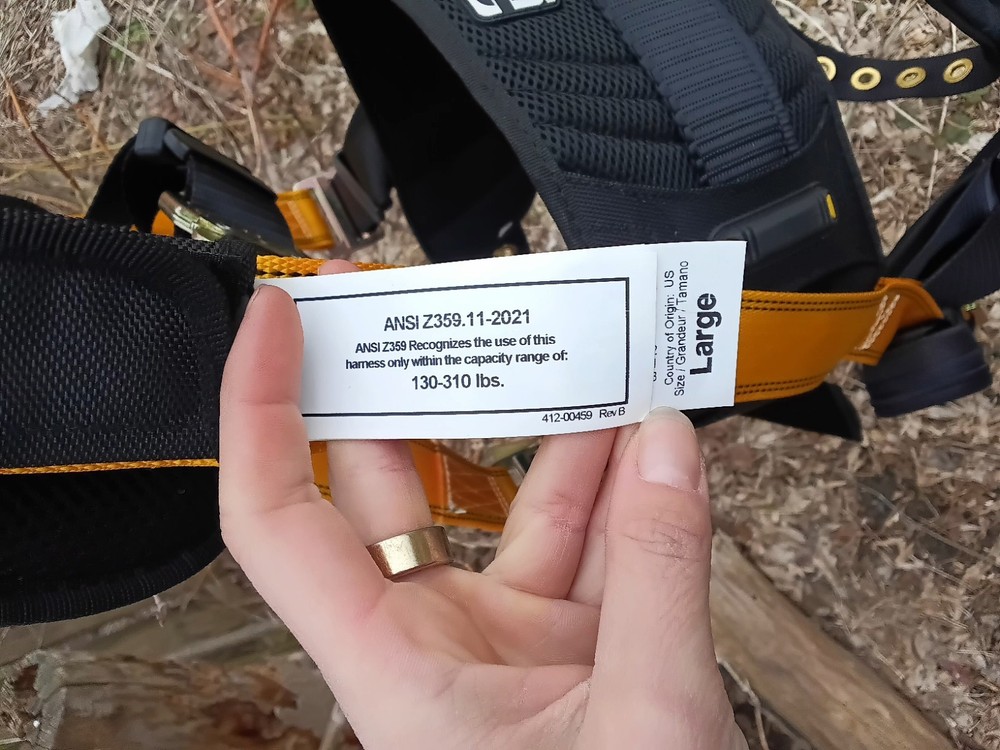 ANSI Z359.11-2021
ANSI Z359 Recognizes the use of this
harness only within the capacity range of:
130-310 lbs.
412-00459 Rev B
Country of Origin: US
Size / Grandeur / Tamano
Large